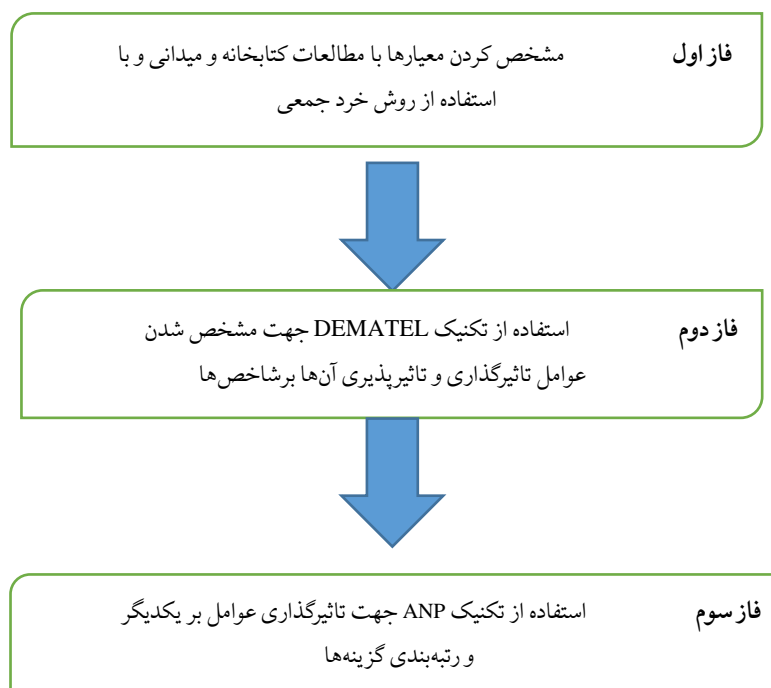 فاز اول مشخص کردن معیارها با مطالعات کتابخانه و میدانی و با
استفاده از روش خرد جمعی
فاز دوم استفاده از تکنیک DEMATEL جهت مشخص شدن
عوامل تاثیرگذاری و تاثیرپذیری آن‌ها برشاخص‌ها
فاز سوم استفاده از تکنیک ANP جهت تاثیرگذاری عوامل بر یکدیگر
و رتبه‌بندی گزینه‌ها